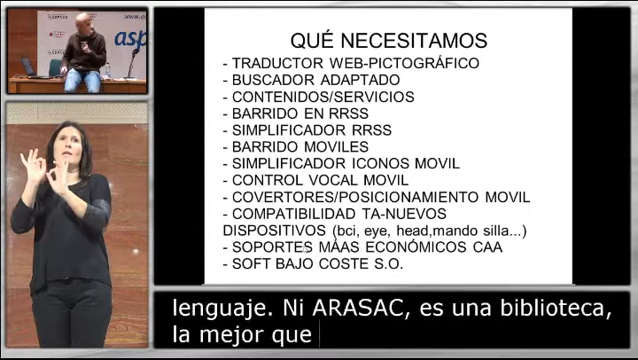 QUÉ NECESITAMOS
- TRADUCTOR WEB-PICTOGRÁFICO
- BUSCADOR ADAPTADO
- CONTENIDOS/SERVICIOS
- BARRIDO EN RRSS
- SIMPLIFICADOR RRSS
- BARRIDO MOVILES
- SIMPLIFICADOR ICONOS MOVIL
- CONTROL VOCAL MOVIL
- COVERTORES/POSICIONAMIENTO MOVIL
- COMPATIBILIDAD TA-NUEVOS
DISPOSITIVOS (bci, eye, head,mando silla...)
- SOPORTES MÁAS ECONÓMICOS CAA
- SOFT BAJO COSTE S.O.
lenguaje. Ni ARASAC, es una biblioteca,
la mejor que